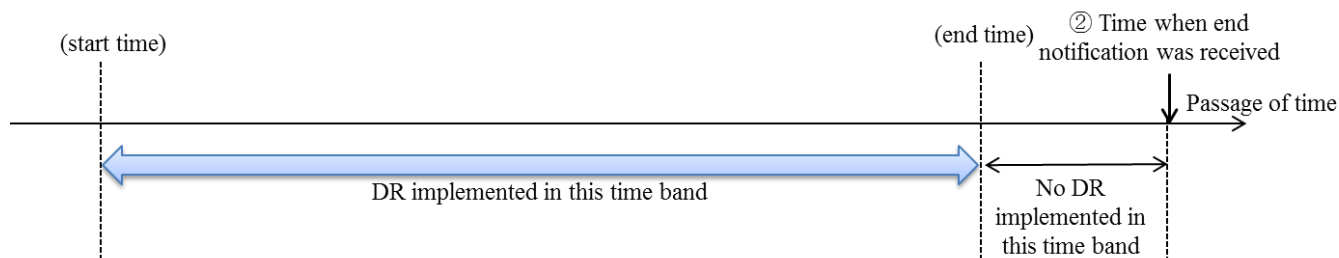 (start time)
(end time)
② Time when end
notification was received
Passage of time
DR implemented in this time band
No DR
implemented in
this time band